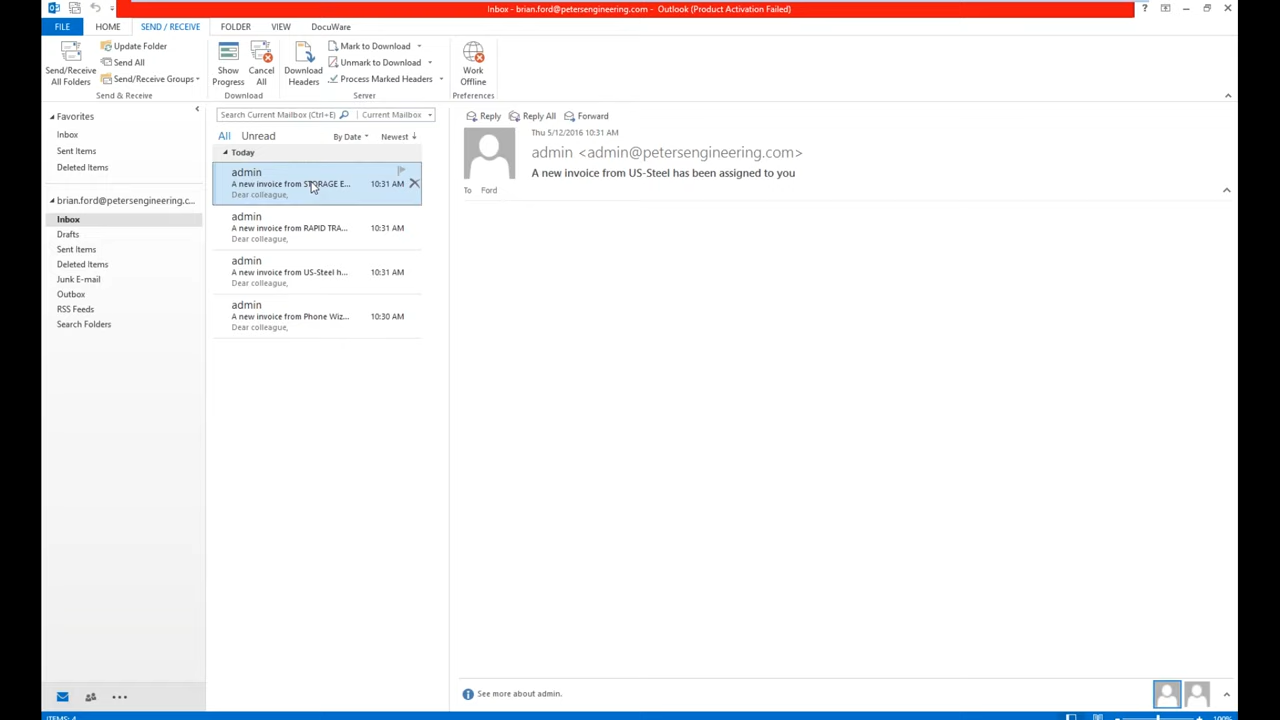 Inbox - brian.ford@petersengineering.com - Outlook (Product Activation Failed)
?
FILE HOME SEND / RECEIVE FOLDER VIEW DocuWare
Send/Receive All Folders
Update Folder
Send All
Send/Receive Groups
Send & Receive
Show Progress
Cancel All
Download
Download Headers
Mark to Download
Unmark to Download
Process Marked Headers
Server
Work Offline
Preferences
Favorites
Inbox
Sent Items
Deleted Items
brian.ford@petersengineering.c...
Inbox
Drafts
Sent Items
Deleted Items
Junk E-mail
Outbox
RSS Feeds
Search Folders
Search Current Mailbox (Ctrl+E) Current Mailbox
All Unread By Date Newest
Today
admin
A new invoice from STORAGE E... 10:31 AM
Dear colleague,
admin
A new invoice from RAPID TRA... 10:31 AM
Dear colleague,
admin
A new invoice from US-Steel h... 10:31 AM
Dear colleague,
admin
A new invoice from Phone Wiz... 10:30 AM
Dear colleague,
Reply Reply All Forward
Thu 5/12/2016 10:31 AM
admin <admin@petersengineering.com>
A new invoice from US-Steel has been assigned to you
To Ford
See more about admin.
ITEMS: 4
100%